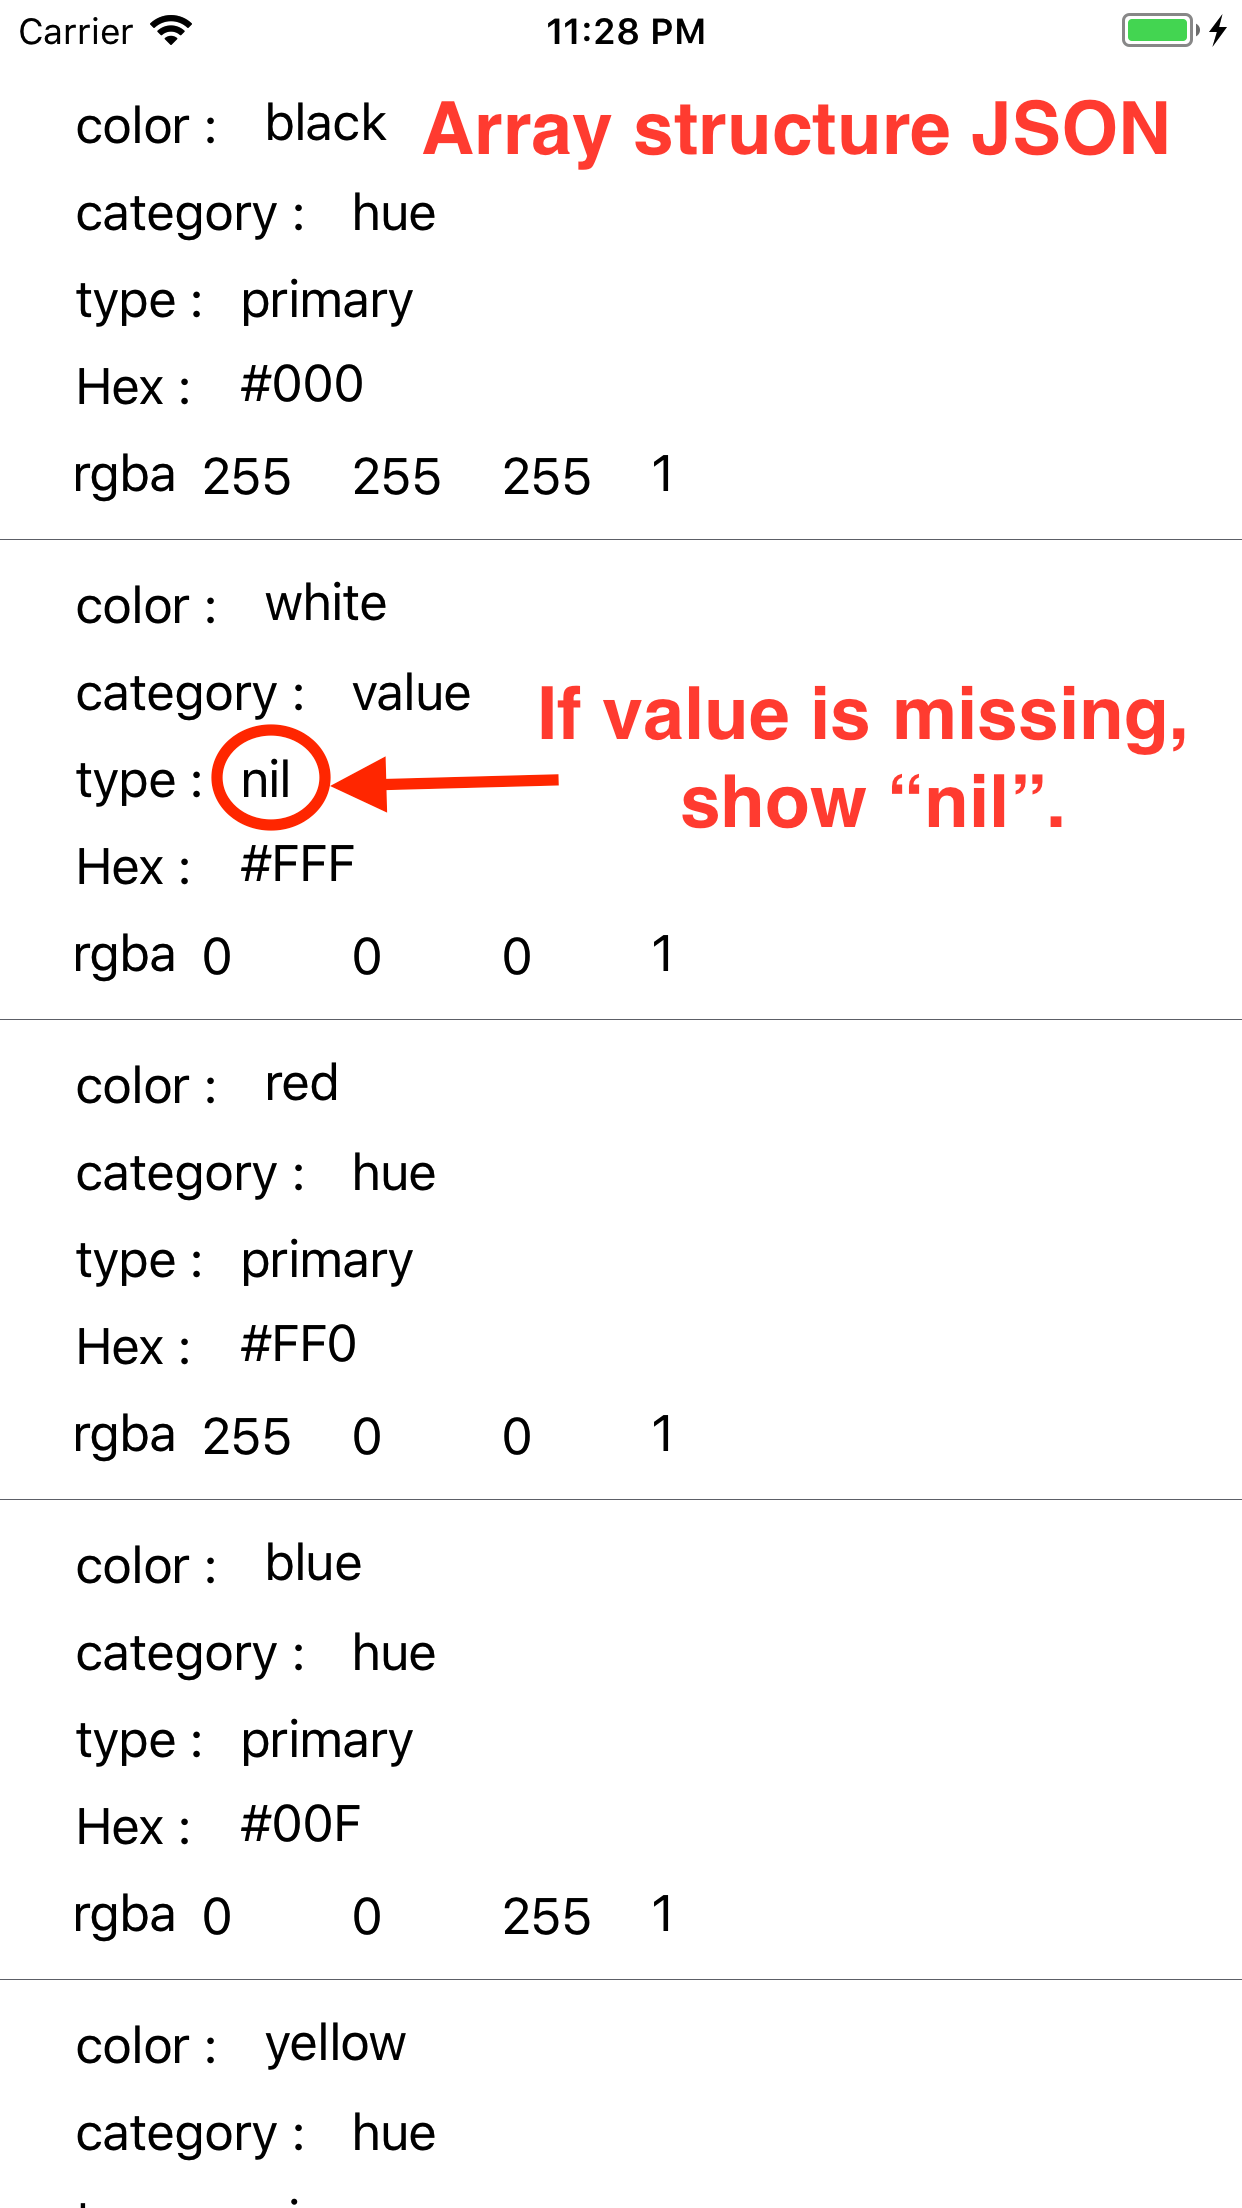 Carrier 11:28 PM
color : black Array structure JSON
category : hue
type : primary
Hex : #000
rgba 255 255 255 1
color : white
category : value If value is missing,
type : nil show “nil”.
Hex : #FFF
rgba 0 0 0 1
color : red
category : hue
type : primary
Hex : #FF0
rgba 255 0 0 1
color : blue
category : hue
type : primary
Hex : #00F
rgba 0 0 255 1
color : yellow
category : hue